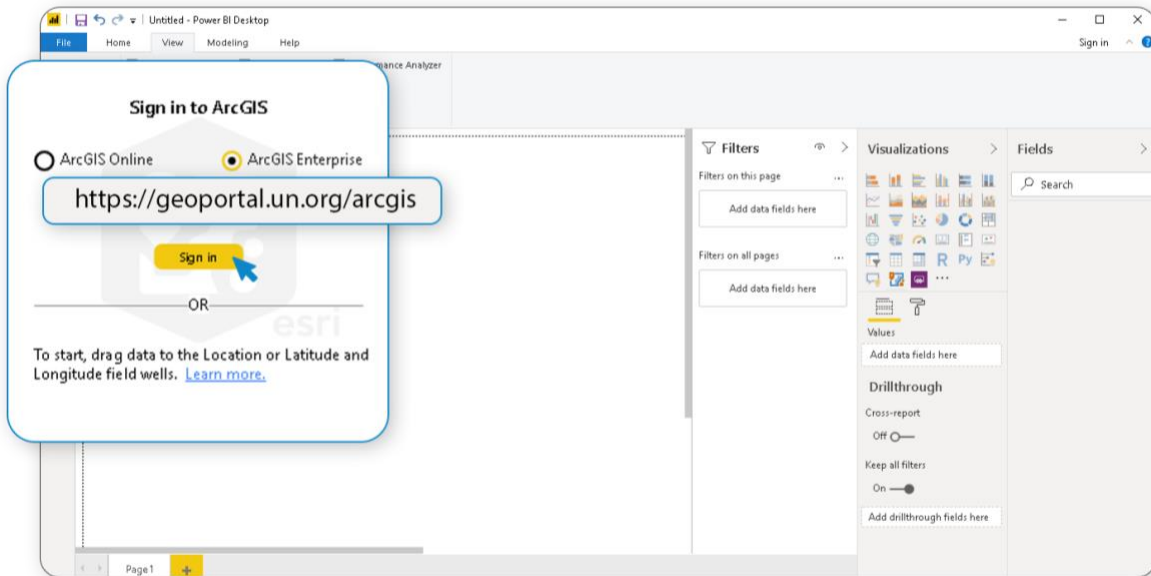 Untitled - Power BI Desktop
File Home View Modeling Help Sign in
mance Analyzer
Sign in to ArcGIS
ArcGIS Online ArcGIS Enterprise
https://geoportal.un.org/arcgis
Sign in
OR
esri
To start, drag data to the Location or Latitude and
Longitude field wells. Learn more.
Filters
Filters on this page ...
Add data fields here
Filters on all pages ...
Add data fields here
Visualizations
R Py
...
Values
Add data fields here
Drillthrough
Cross-report
Off
Keep all filters
On
Add drillthrough fields here
Fields
Search
Page 1 +